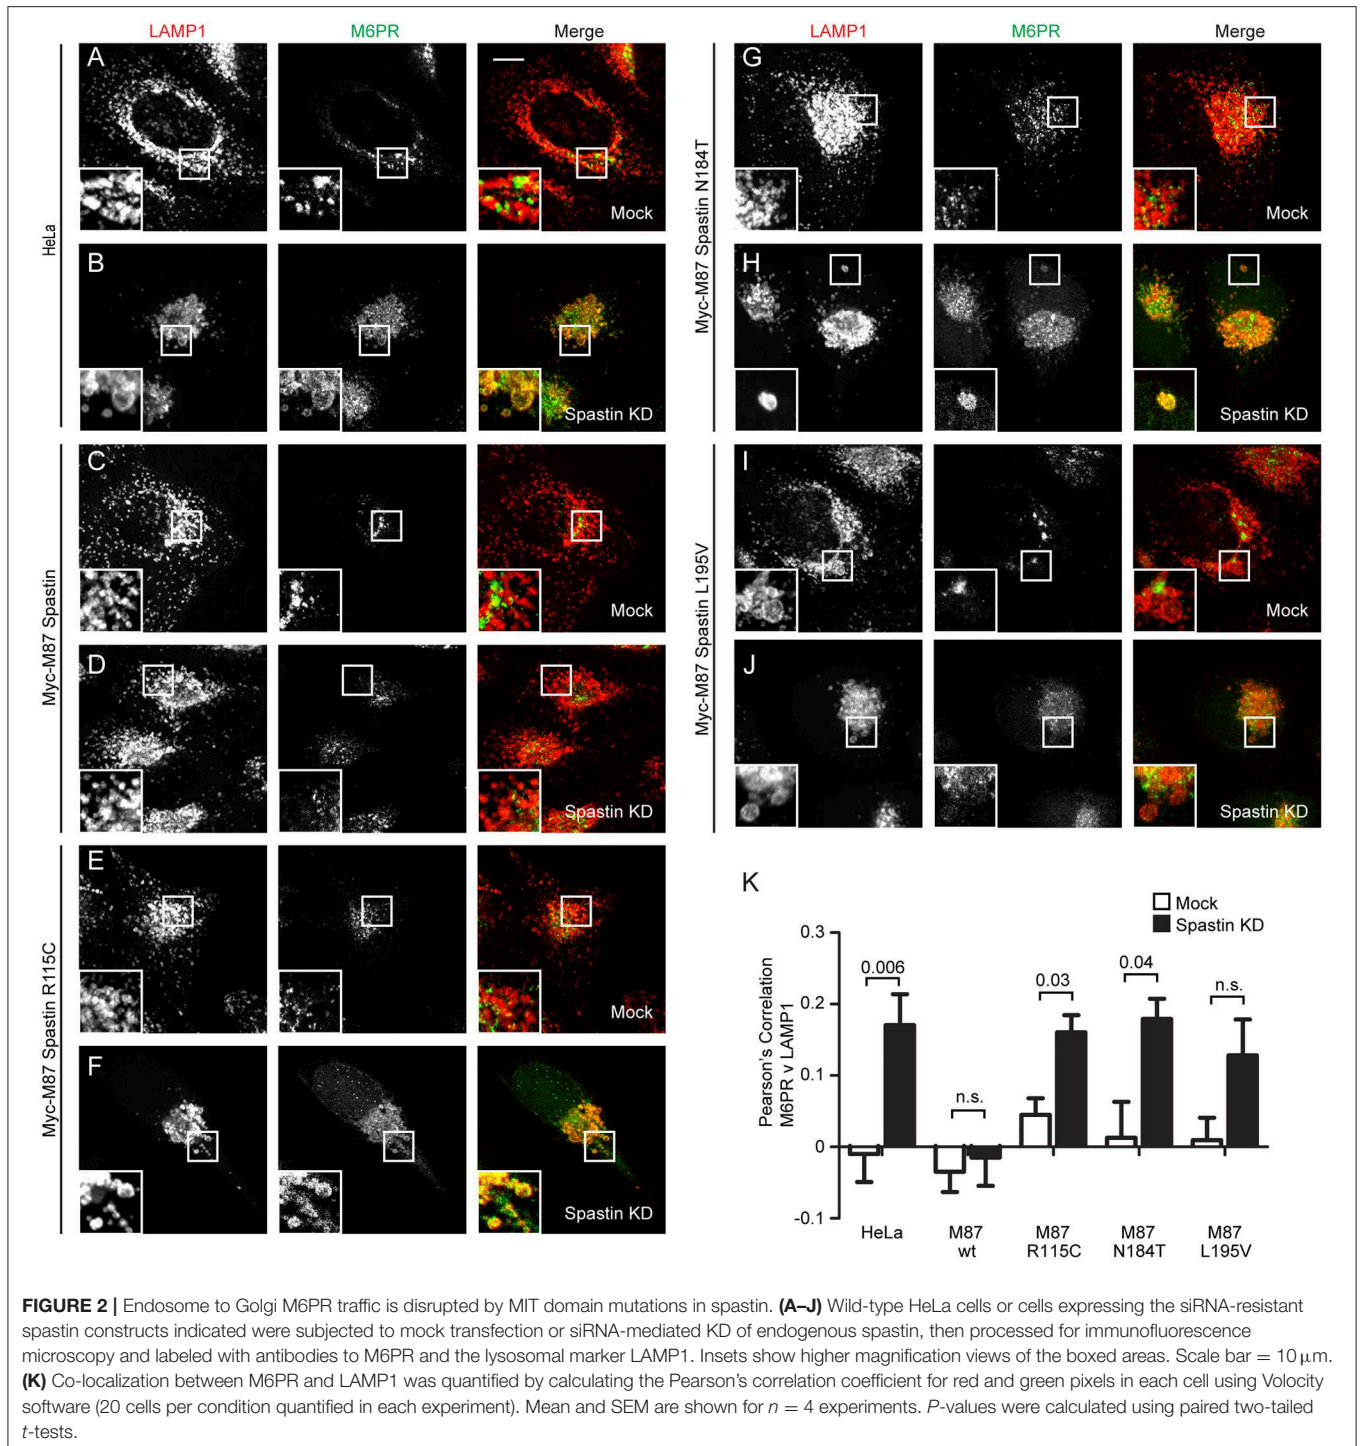 LAMP1 M6PR Merge
HeLa
A
Mock
B
Spastin KD
Myc-M87 Spastin
C
Mock
D
Spastin KD
Myc-M87 Spastin R115C
E
Mock
F
Spastin KD
LAMP1 M6PR Merge
Myc-M87 Spastin N184T
G
Mock
H
Spastin KD
Myc-M87 Spastin L195V
I
Mock
J
Spastin KD
K
Mock
Spastin KD
Pearson's Correlation
M6PR v LAMP1
0.3
0.2
0.1
0
-0.1
0.006
n.s.
0.03
0.04
n.s.
HeLa
M87
wt
M87
R115C
M87
N184T
M87
L195V
FIGURE 2 | Endosome to Golgi M6PR traffic is disrupted by MIT domain mutations in spastin. (A–J) Wild-type HeLa cells or cells expressing the siRNA-resistant
spastin constructs indicated were subjected to mock transfection or siRNA-mediated KD of endogenous spastin, then processed for immunofluorescence
microscopy and labeled with antibodies to M6PR and the lysosomal marker LAMP1. Insets show higher magnification views of the boxed areas. Scale bar = 10 μm.
(K) Co-localization between M6PR and LAMP1 was quantified by calculating the Pearson's correlation coefficient for red and green pixels in each cell using Volocity
software (20 cells per condition quantified in each experiment). Mean and SEM are shown for n = 4 experiments. P-values were calculated using paired two-tailed
t-tests.